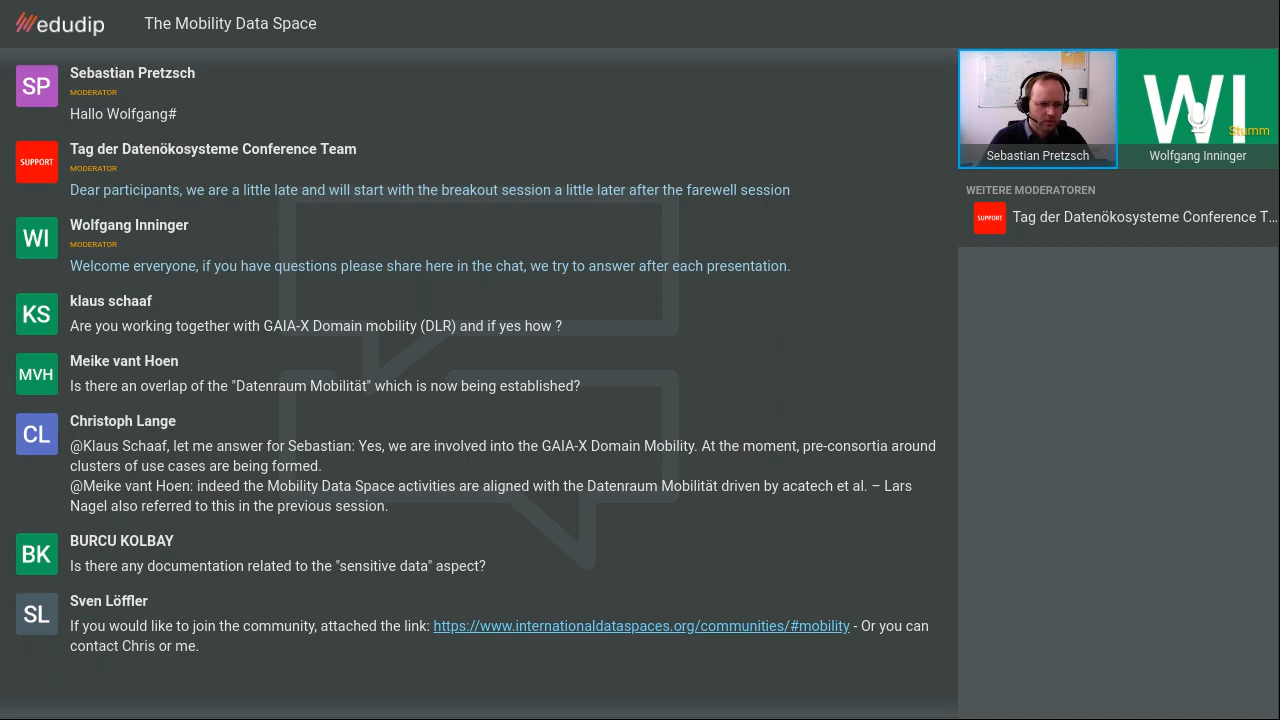 edudip
The Mobility Data Space
SP
Sebastian Pretzsch
MODERATOR
Hallo Wolfgang#
SUPPORT
Tag der Datenökosysteme Conference Team
MODERATOR
Dear participants, we are a little late and will start with the breakout session a little later after the farewell session
WI
Wolfgang Inninger
MODERATOR
Welcome erveryone, if you have questions please share here in the chat, we try to answer after each presentation.
KS
klaus schaaf
Are you working together with GAIA-X Domain mobility (DLR) and if yes how ?
MVH
Meike vant Hoen
Is there an overlap of the "Datenraum Mobilität" which is now being established?
CL
Christoph Lange
@Klaus Schaaf, let me answer for Sebastian: Yes, we are involved into the GAIA-X Domain Mobility. At the moment, pre-consortia around
clusters of use cases are being formed.
@Meike vant Hoen: indeed the Mobility Data Space activities are aligned with the Datenraum Mobilität driven by acatech et al. – Lars
Nagel also referred to this in the previous session.
BK
BURCU KOLBAY
Is there any documentation related to the "sensitive data" aspect?
SL
Sven Löffler
If you would like to join the community, attached the link: https://www.internationaldataspaces.org/communities/#mobility - Or you can
contact Chris or me.
Sebastian Pretzsch
WI
Stumm
Wolfgang Inninger
WEITERE MODERATOREN
SUPPORT
Tag der Datenökosysteme Conference T...